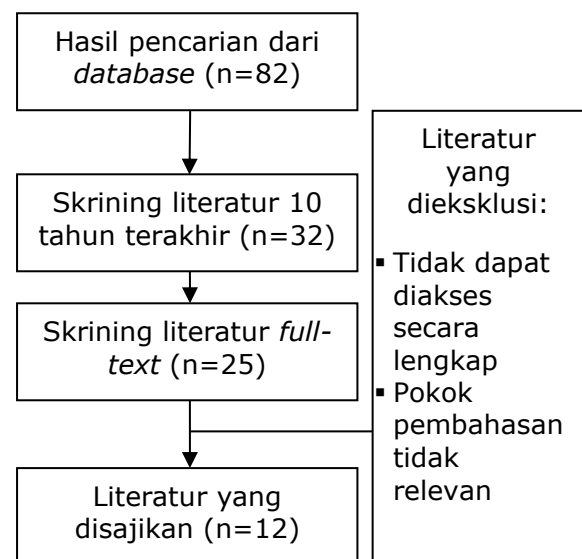 Hasil pencarian dari
database (n=82)
Skrining literatur 10
tahun terakhir (n=32)
Skrining literatur full-
text (n=25)
Literatur yang
disajikan (n=12)
Literatur
yang
dieksklusi:
▪ Tidak dapat
diakses
secara
lengkap
▪ Pokok
pembahasan
tidak
relevan